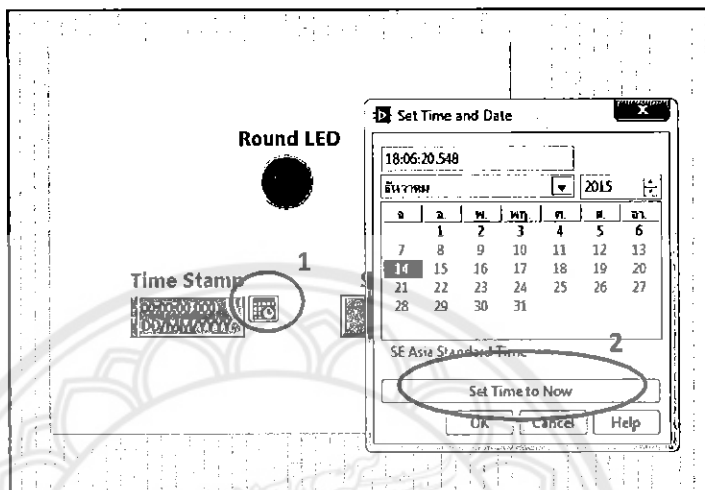 Set Time and Date
Round LED
18:06:20.548
ธันวาคม 2015
จ อ. พ. พฤ. ศ. ส. อา.
1 2 3 4 5 6
7 8 9 10 11 12 13
14 15 16 17 18 19 20
21 22 23 24 25 26 27
28 29 30 31
Time Stamp 1
DD/MM/YYYY
SE Asia Standard Time 2
Set Time to Now
OK Cancel Help